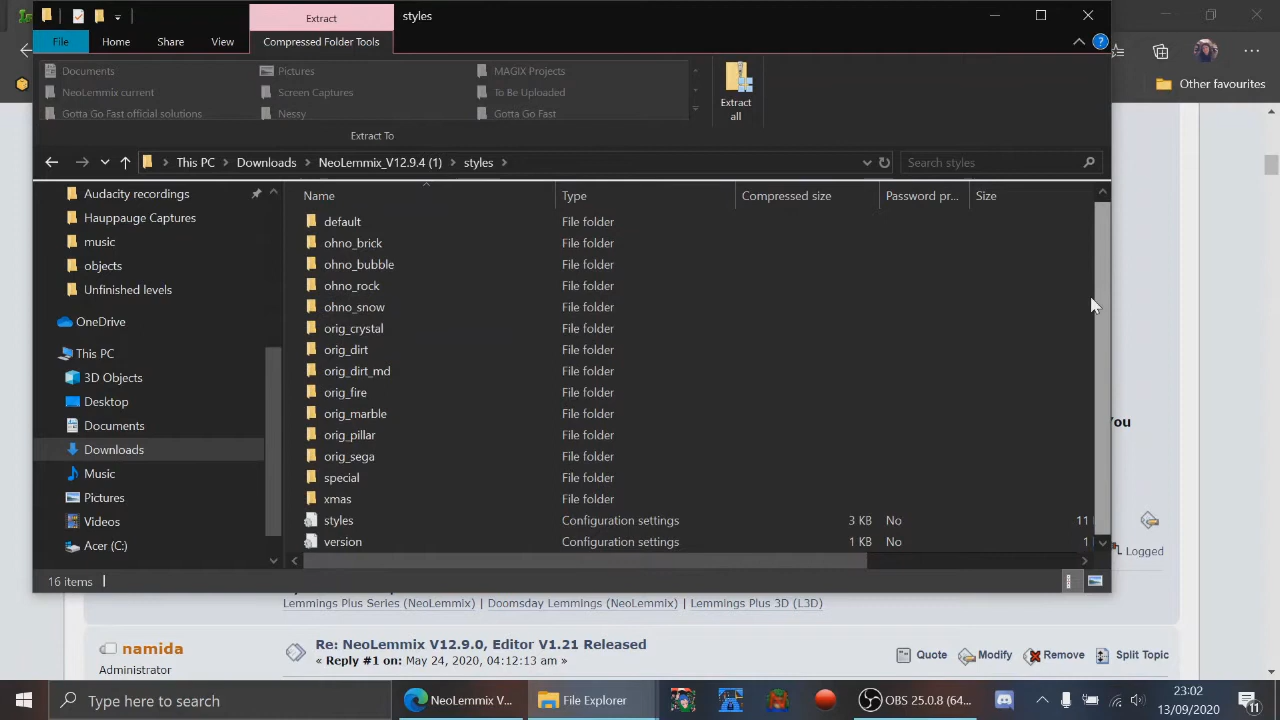 Extract
styles
File
Home
Share
View
Compressed Folder Tools
Documents
Pictures
MAGIX Projects
NeoLemmix current
Screen Captures
To Be Uploaded
Gotta Go Fast official solutions
Nessy
Gotta Go Fast
Extract all
Extract To
Other favourites
This PC > Downloads > NeoLemmix_V12.9.4 (1) > styles >
Search styles
Audacity recordings
Hauppauge Captures
music
objects
Unfinished levels
OneDrive
This PC
3D Objects
Desktop
Documents
Downloads
Music
Pictures
Videos
Acer (C:)
Name Type Compressed size Password pr... Size
default File folder
ohno_brick File folder
ohno_bubble File folder
ohno_rock File folder
ohno_snow File folder
orig_crystal File folder
orig_dirt File folder
orig_dirt_md File folder
orig_fire File folder
orig_marble File folder
orig_pillar File folder
orig_sega File folder
special File folder
xmas File folder
styles Configuration settings 3 KB No 11
version Configuration settings 1 KB No 1
16 items
You
Logged
Lemmings Plus Series (NeoLemmix) | Doomsday Lemmings (NeoLemmix) | Lemmings Plus 3D (L3D)
namida
Administrator
Re: NeoLemmix V12.9.0, Editor V1.21 Released
« Reply #1 on: May 24, 2020, 04:12:13 am »
Quote
Modify
Remove
Split Topic
Type here to search
NeoLemmix V...
File Explorer
OBS 25.0.8 (64...
23:02
13/09/2020
11